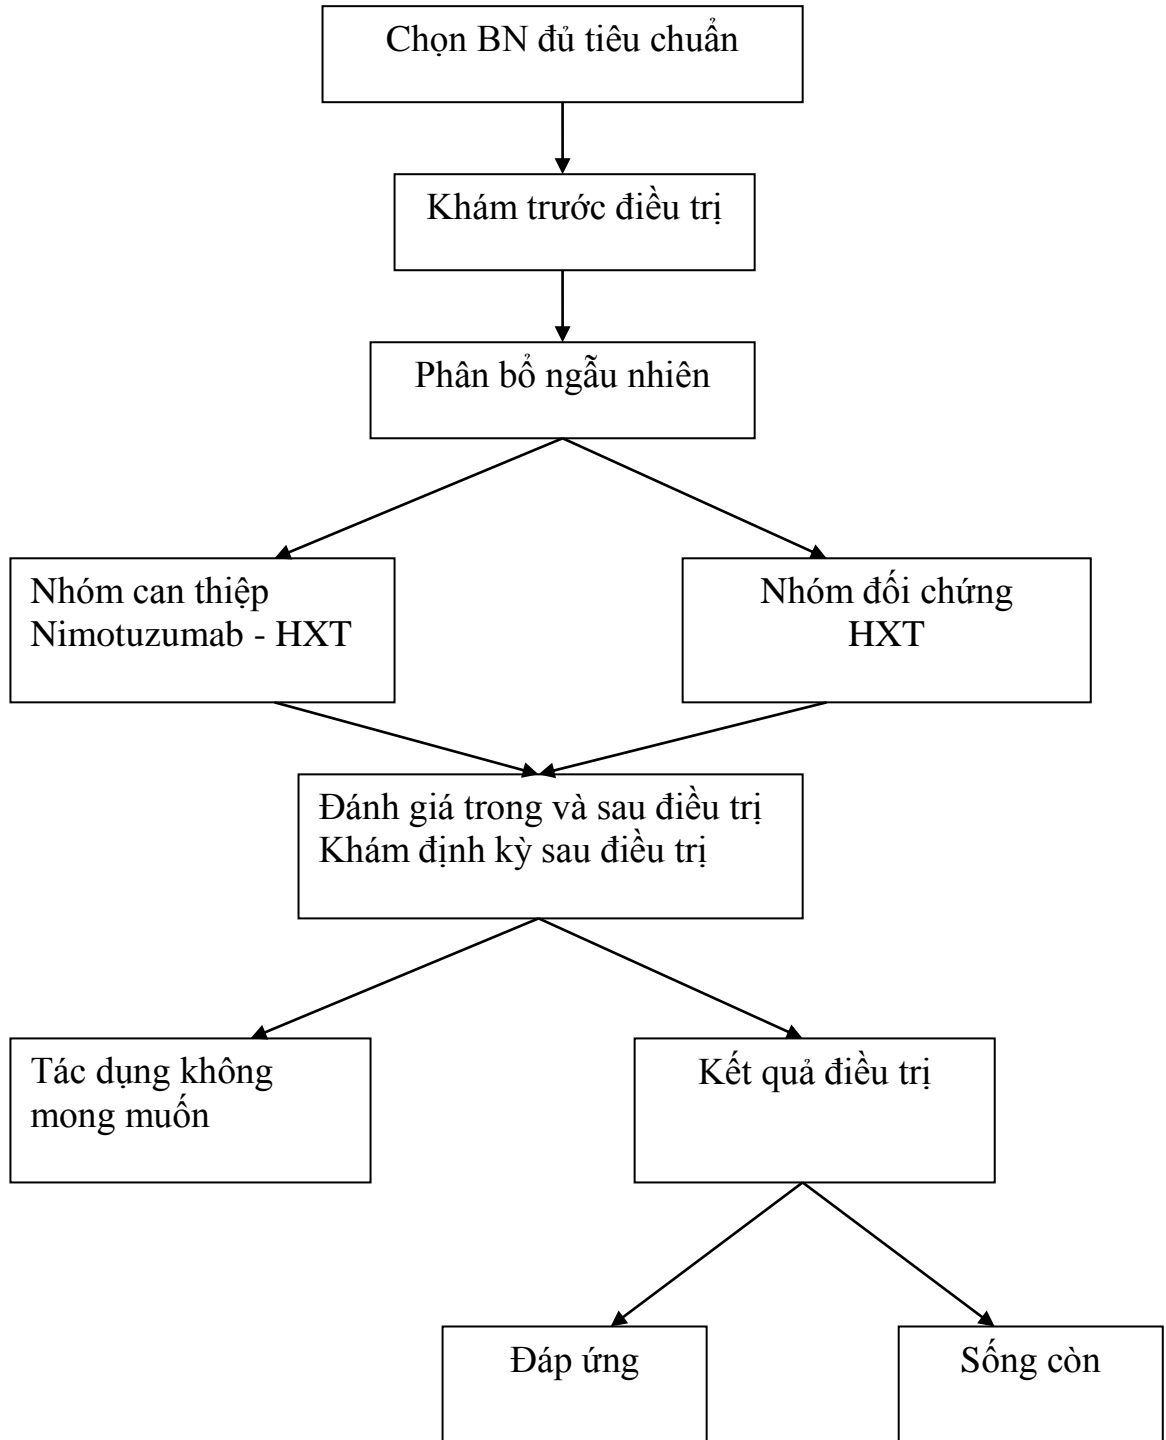 Chọn BN đủ tiêu chuẩn
Khám trước điều trị
Phân bổ ngẫu nhiên
Nhóm can thiệp
Nimotuzumab - HXT
Nhóm đối chứng
HXT
Đánh giá trong và sau điều trị
Khám định kỳ sau điều trị
Tác dụng không
mong muốn
Kết quả điều trị
Đáp ứng
Sống còn